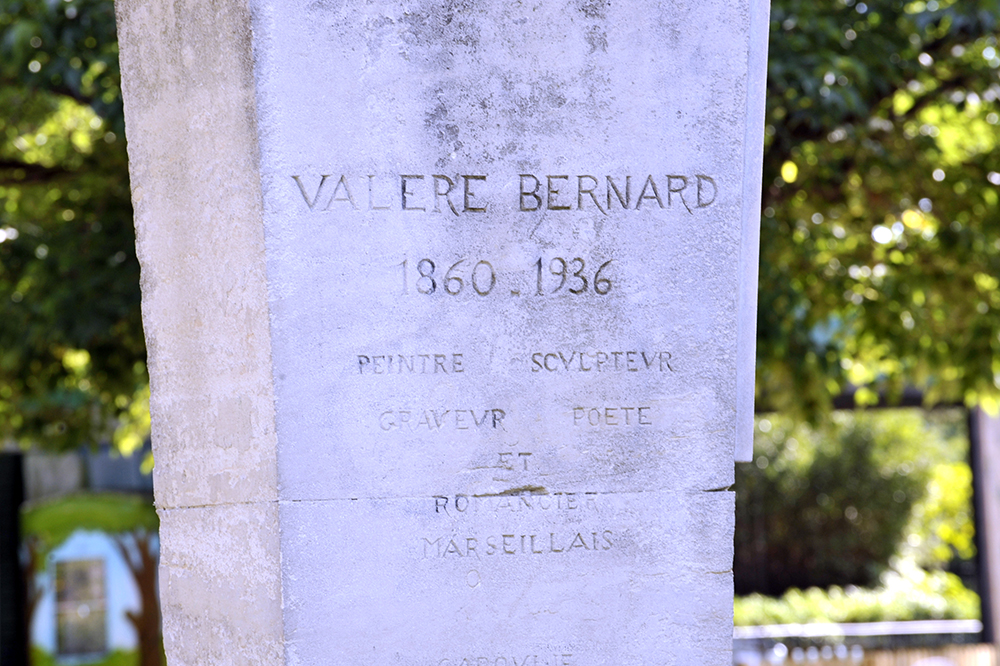 VALERE BERNARD
1860 - 1936
PEINTRE SCVLPTEVR
GRAVEVR POETE
ET
ROMANCIER
MARSEILLAIS